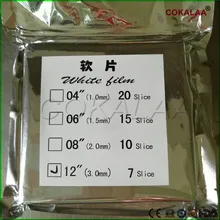 COKALAA
软片
White film
04″(1.0mm) 20 Slice
06″(1.5mm) 15 Slice
08″(2.0mm) 10 Slice
12″(3.0mm) 7 Slice
COKALAA